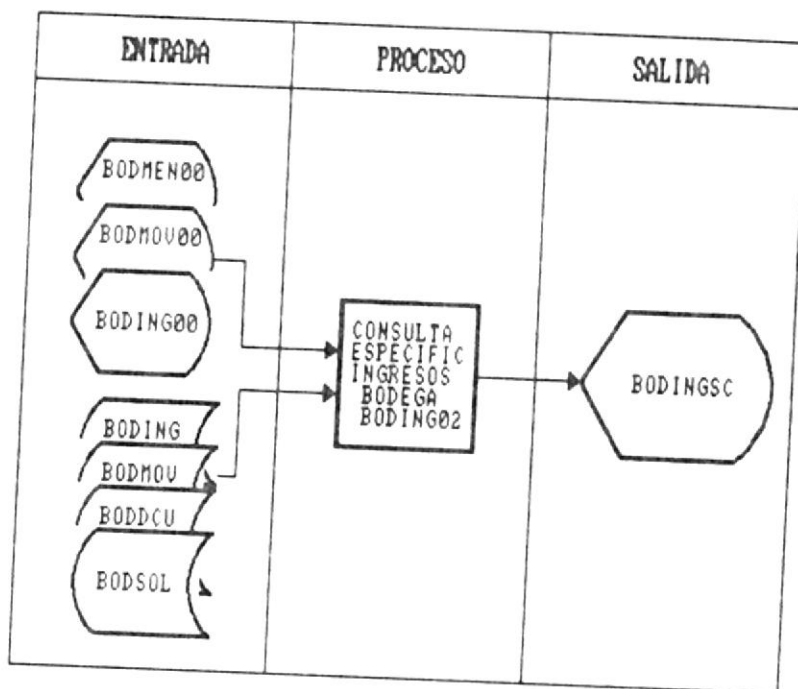 ENTRADA
PROCESO
SALIDA
BODMEN00
BODMOV00
BODING00
BODING
BODMOV
BODDCU
BODSOL
CONSULTA
ESPECIFIC
INGRESOS
BODEGA
BODING02
BODINGSC